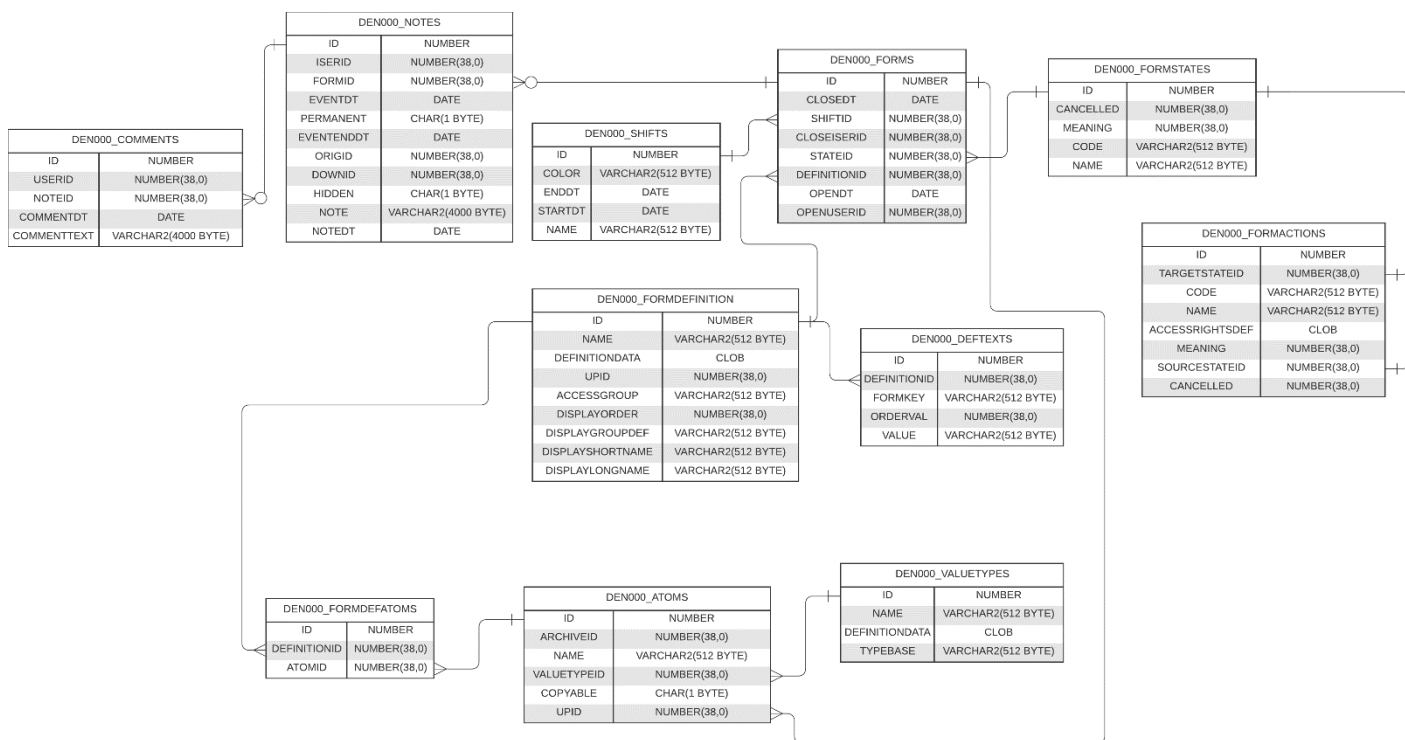 DEN000_NOTES
ID NUMBER
ISERID NUMBER(38,0)
FORMID NUMBER(38,0)
EVENTDT DATE
PERMANENT CHAR(1 BYTE)
EVENTENDDT DATE
ORIGID NUMBER(38,0)
DOWNID NUMBER(38,0)
HIDDEN CHAR(1 BYTE)
NOTE VARCHAR2(4000 BYTE)
NOTEDT DATE
DEN000_FORMS
ID NUMBER
CLOSEDT DATE
SHIFTID NUMBER(38,0)
CLOSEISERID NUMBER(38,0)
STATEID NUMBER(38,0)
DEFINITIONID NUMBER(38,0)
OPENDT DATE
OPENUSERID NUMBER(38,0)
DEN000_FORMSTATES
ID NUMBER
CANCELLED NUMBER(38,0)
MEANING NUMBER(38,0)
CODE VARCHAR2(512 BYTE)
NAME VARCHAR2(512 BYTE)
DEN000_COMMENTS
ID NUMBER
USERID NUMBER(38,0)
NOTEID NUMBER(38,0)
COMMENTDT DATE
COMMENTTEXT VARCHAR2(4000 BYTE)
DEN000_SHIFTS
ID NUMBER
COLOR VARCHAR2(512 BYTE)
ENDDT DATE
STARTDT DATE
NAME VARCHAR2(512 BYTE)
DEN000_FORMACTIONS
ID NUMBER
TARGETSTATEID NUMBER(38,0)
CODE VARCHAR2(512 BYTE)
NAME VARCHAR2(512 BYTE)
ACCESSRIGHTSDEF CLOB
MEANING NUMBER(38,0)
SOURCESTATEID NUMBER(38,0)
CANCELLED NUMBER(38,0)
DEN000_FORMDEFINITION
ID NUMBER
NAME VARCHAR2(512 BYTE)
DEFINITIONDATA CLOB
UPID NUMBER(38,0)
ACCESSGROUP VARCHAR2(512 BYTE)
DISPLAYORDER NUMBER(38,0)
DISPLAYGROUPDEF VARCHAR2(512 BYTE)
DISPLAYSHORTNAME VARCHAR2(512 BYTE)
DISPLAYLONGNAME VARCHAR2(512 BYTE)
DEN000_DEFTEXTS
ID NUMBER
DEFINITIONID NUMBER(38,0)
FORMKEY VARCHAR2(512 BYTE)
ORDERVAL NUMBER(38,0)
VALUE VARCHAR2(512 BYTE)
DEN000_FORMDEFATOMS
ID NUMBER
DEFINITIONID NUMBER(38,0)
ATOMID NUMBER(38,0)
DEN000_ATOMS
ID NUMBER
ARCHIVEID NUMBER(38,0)
NAME VARCHAR2(512 BYTE)
VALUETYPEID NUMBER(38,0)
COPYABLE CHAR(1 BYTE)
UPID NUMBER(38,0)
DEN000_VALUETYPES
ID NUMBER
NAME VARCHAR2(512 BYTE)
DEFINITIONDATA CLOB
TYPEBASE VARCHAR2(512 BYTE)